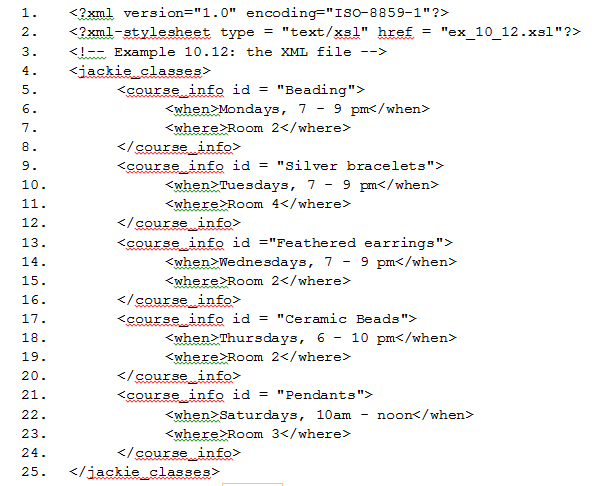 1. <?xml version="1.0" encoding="ISO-8859-1"?>
2. <?xml-stylesheet type = "text/xsl" href = "ex_10_12.xsl"?>
3. <!-- Example 10.12: the XML file -->
4. <jackie_classes>
5. <course_info id = "Beading">
6. <when>Mondays, 7 - 9 pm</when>
7. <where>Room 2</where>
8. </course_info>
9. <course_info id = "Silver bracelets">
10. <when>Tuesdays, 7 - 9 pm</when>
11. <where>Room 4</where>
12. </course_info>
13. <course_info id ="Feathered earrings">
14. <when>Wednesdays, 7 - 9 pm</when>
15. <where>Room 2</where>
16. </course_info>
17. <course_info id = "Ceramic Beads">
18. <when>Thursdays, 6 - 10 pm</when>
19. <where>Room 2</where>
20. </course_info>
21. <course_info id = "Pendants">
22. <when>Saturdays, 10am - noon</when>
23. <where>Room 3</where>
24. </course_info>
25. </jackie_classes>